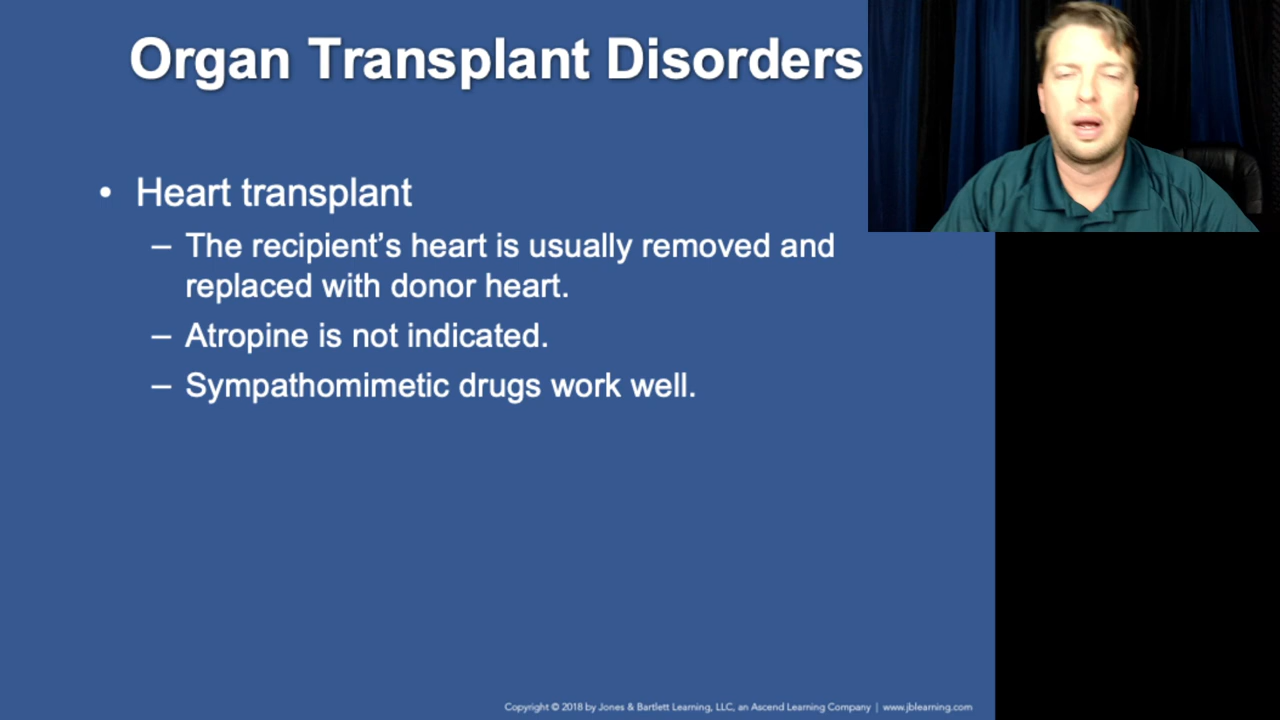 Organ Transplant Disorders
• Heart transplant
– The recipient’s heart is usually removed and
replaced with donor heart.
– Atropine is not indicated.
– Sympathomimetic drugs work well.
Copyright © 2018 by Jones & Bartlett Learning, LLC, an Ascend Learning Company | www.jblearning.com